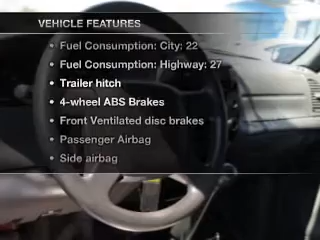 VEHICLE FEATURES
• Fuel Consumption: City: 22
• Fuel Consumption: Highway: 27
• Trailer hitch
• 4-wheel ABS Brakes
• Front Ventilated disc brakes
• Passenger Airbag
• Side airbag